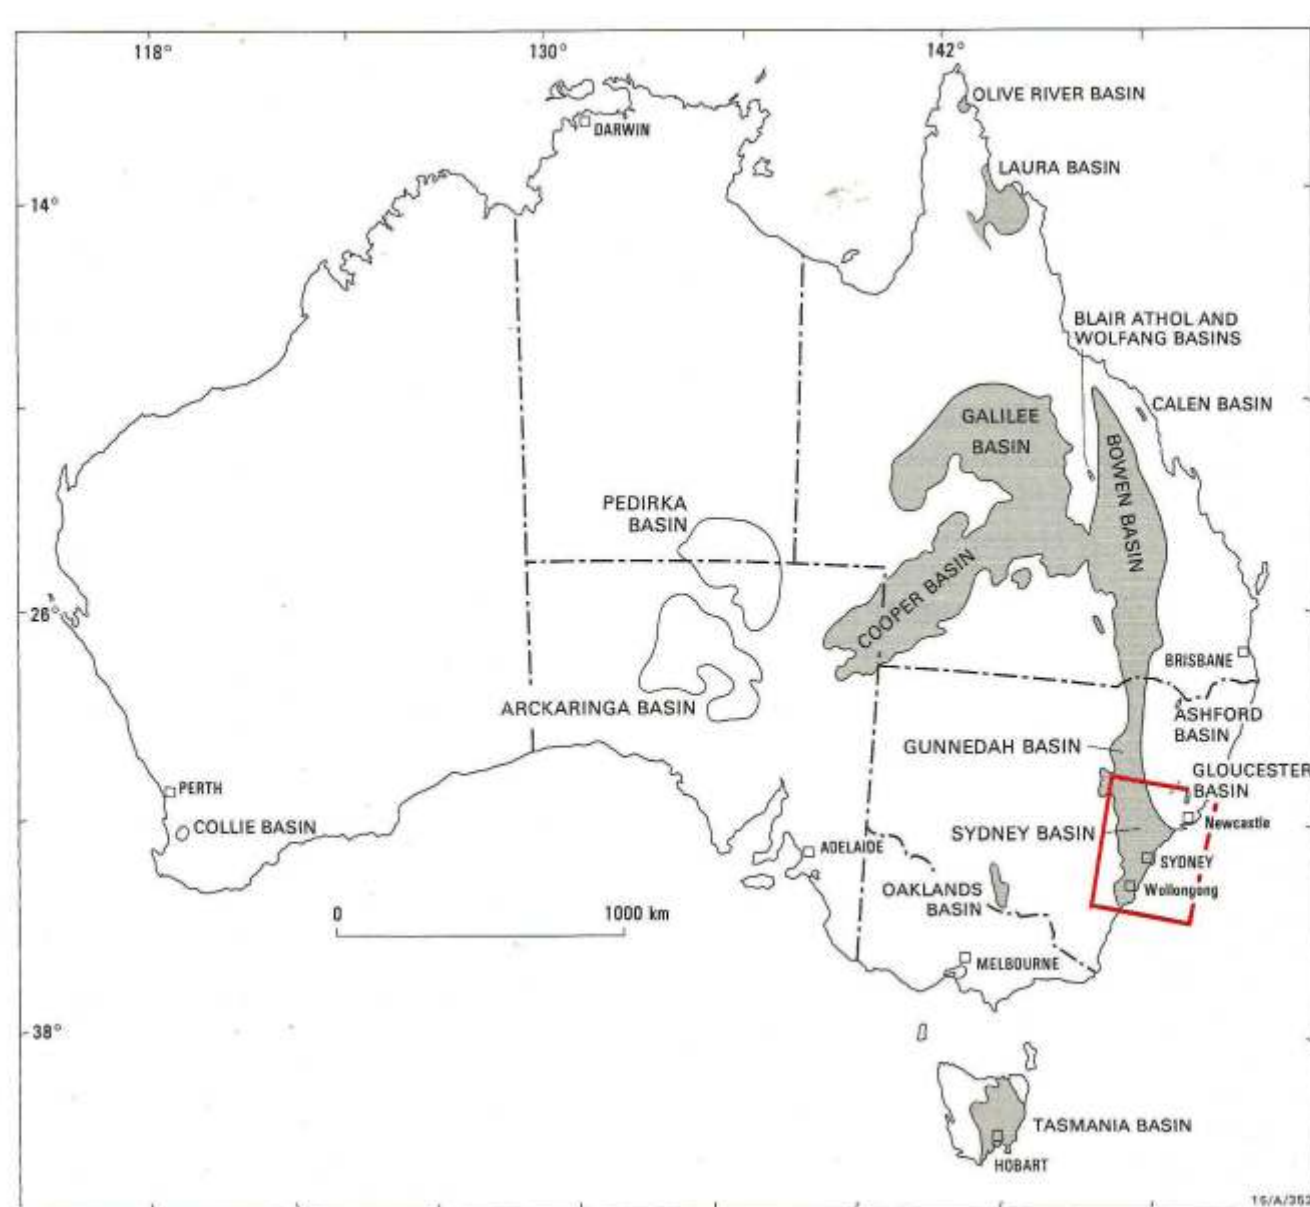 118°
130°
142°
OLIVE RIVER BASIN
DARWIN
LAURA BASIN
14°
BLAIR ATHOL AND
WOLFANG BASINS
CALEN BASIN
GALILEE
BASIN
BOWEN BASIN
PEDIRKA
BASIN
COOPER BASIN
26°
BRISBANE
ARCKARINGA BASIN
ASHFORD
BASIN
GUNNEDAH BASIN
GLOUCESTER
BASIN
PERTH
Newcastle
COLLIE BASIN
SYDNEY BASIN
ADELAIDE
SYDNEY
OAKLANDS
BASIN
Wollongong
0
1000 km
MELBOURNE
38°
TASMANIA BASIN
HOBART